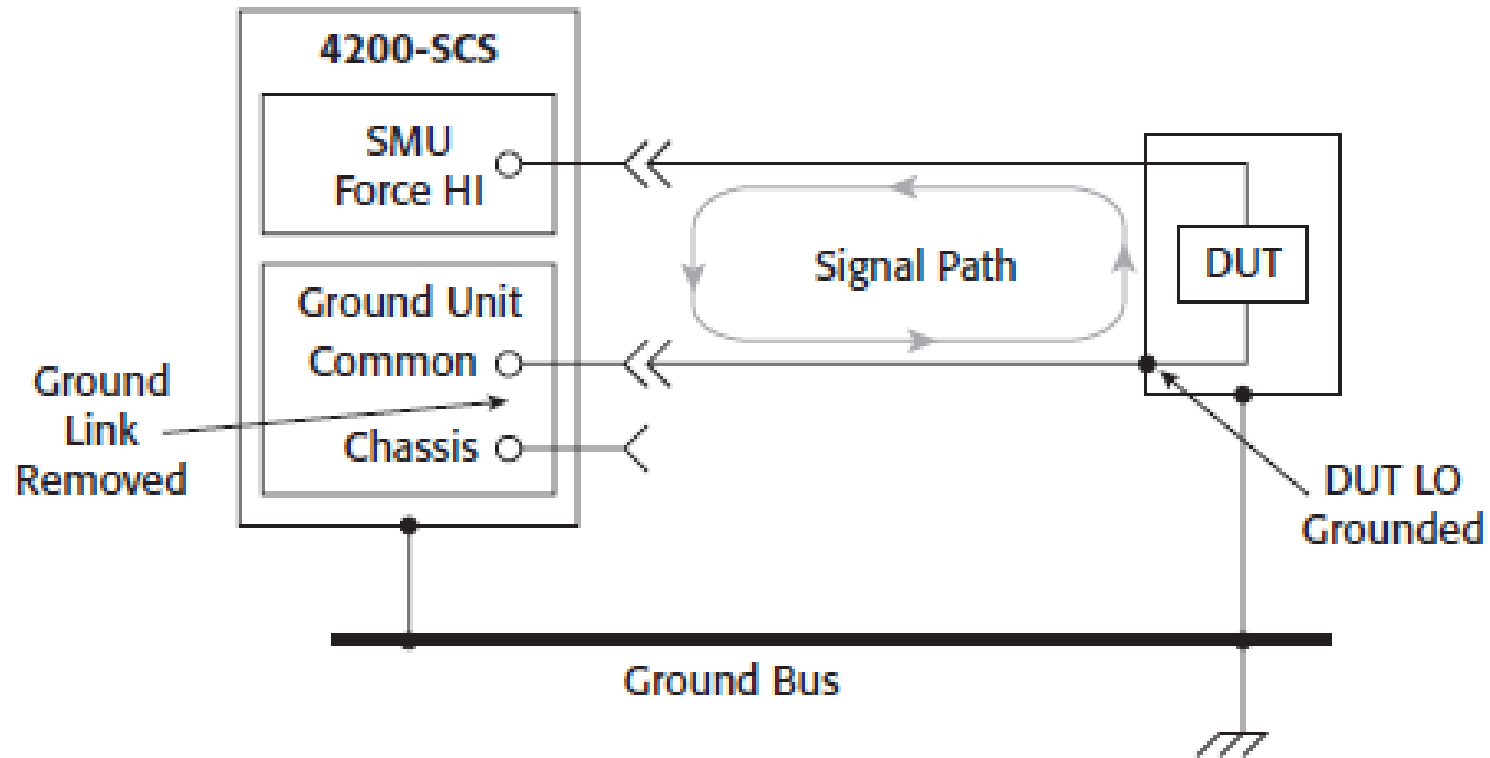 4200-SCS
SMU
Force HI
Ground Unit
Common
Chassis
Ground
Link
Removed
Signal Path
DUT
DUT LO
Grounded
Ground Bus